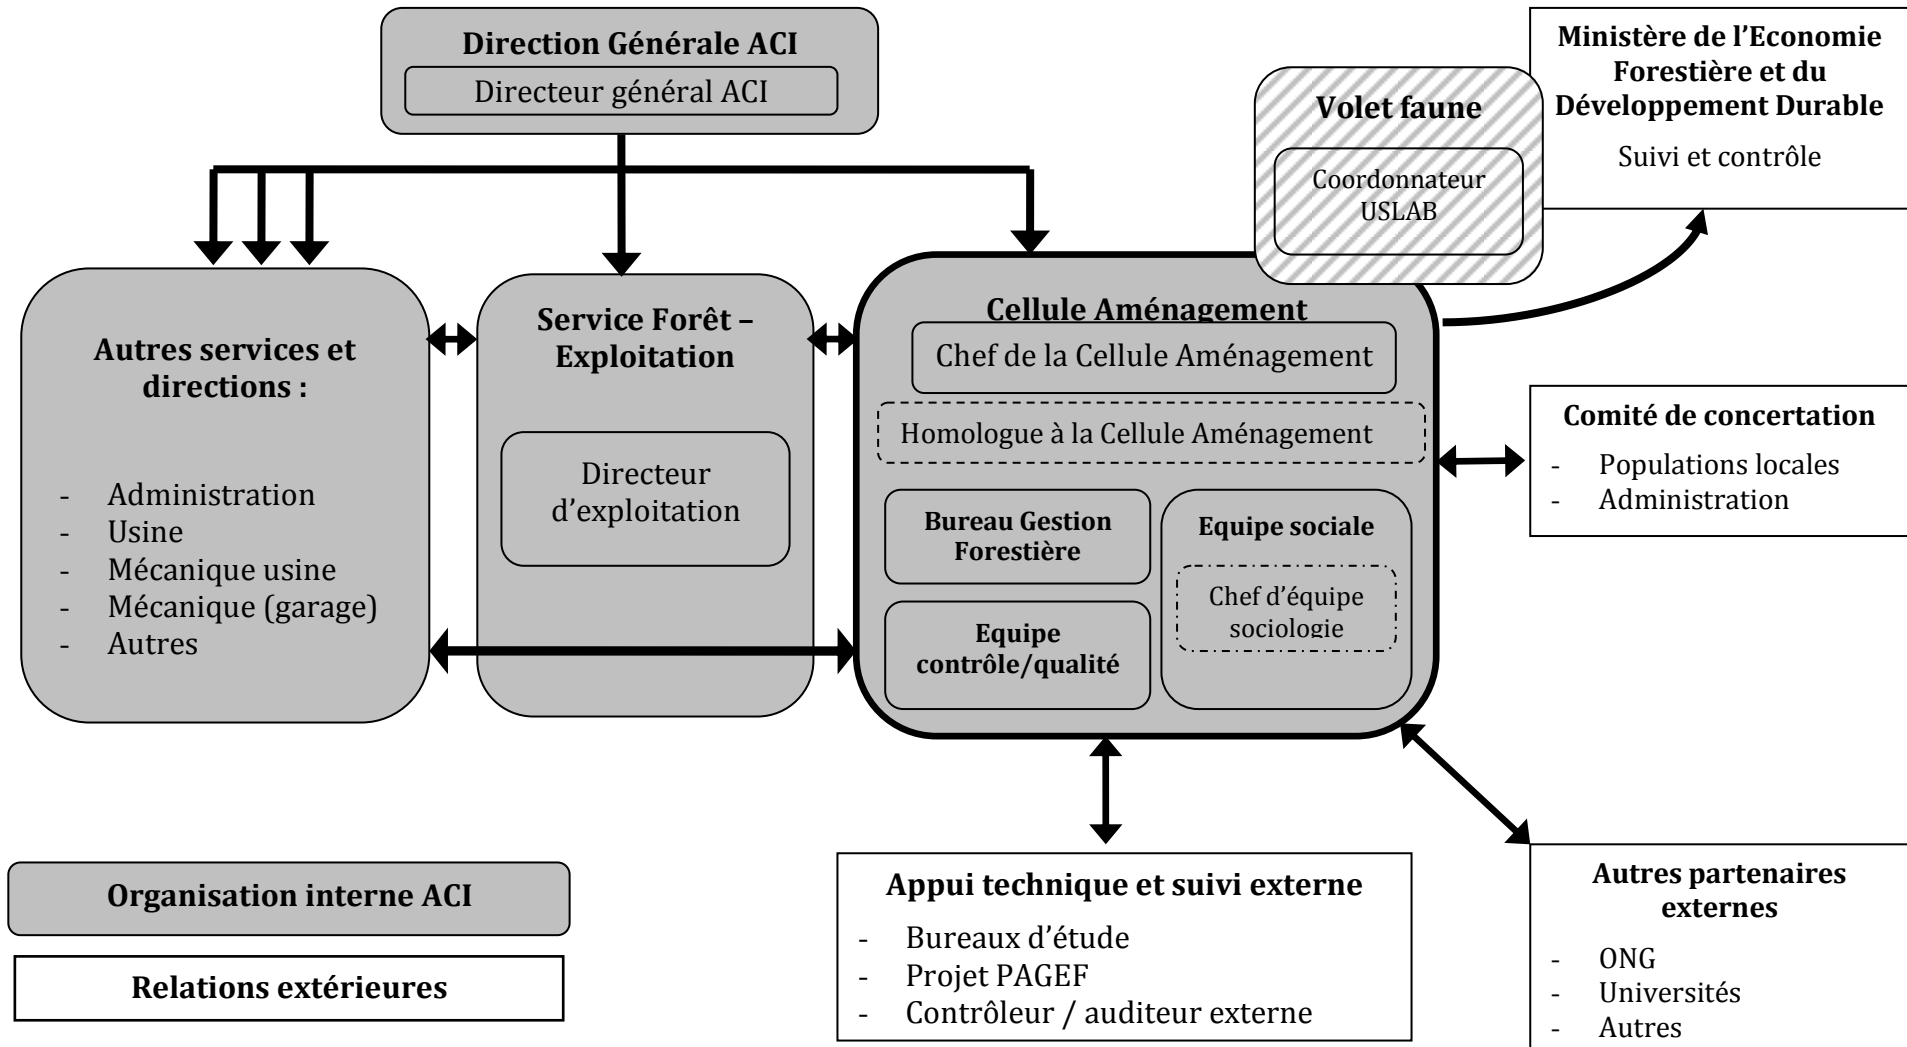 Direction Générale ACI
Directeur général ACI
Ministère de l'Economie
Forestière et du
Développement Durable
Suivi et contrôle
Volet faune
Coordonnateur
USLAB
Autres services et
directions :
- Administration
- Usine
- Mécanique usine
- Mécanique (garage)
- Autres
Service Forêt –
Exploitation
Directeur
d'exploitation
Cellule Aménagement
Chef de la Cellule Aménagement
Homologue à la Cellule Aménagement
Bureau Gestion
Forestière
Equipe
contrôle/qualité
Equipe sociale
Chef d'équipe
sociologie
Comité de concertation
- Populations locales
- Administration
Organisation interne ACI
Relations extérieures
Appui technique et suivi externe
- Bureaux d'étude
- Projet PAGEF
- Contrôleur / auditeur externe
Autres partenaires
externes
- ONG
- Universités
- Autres